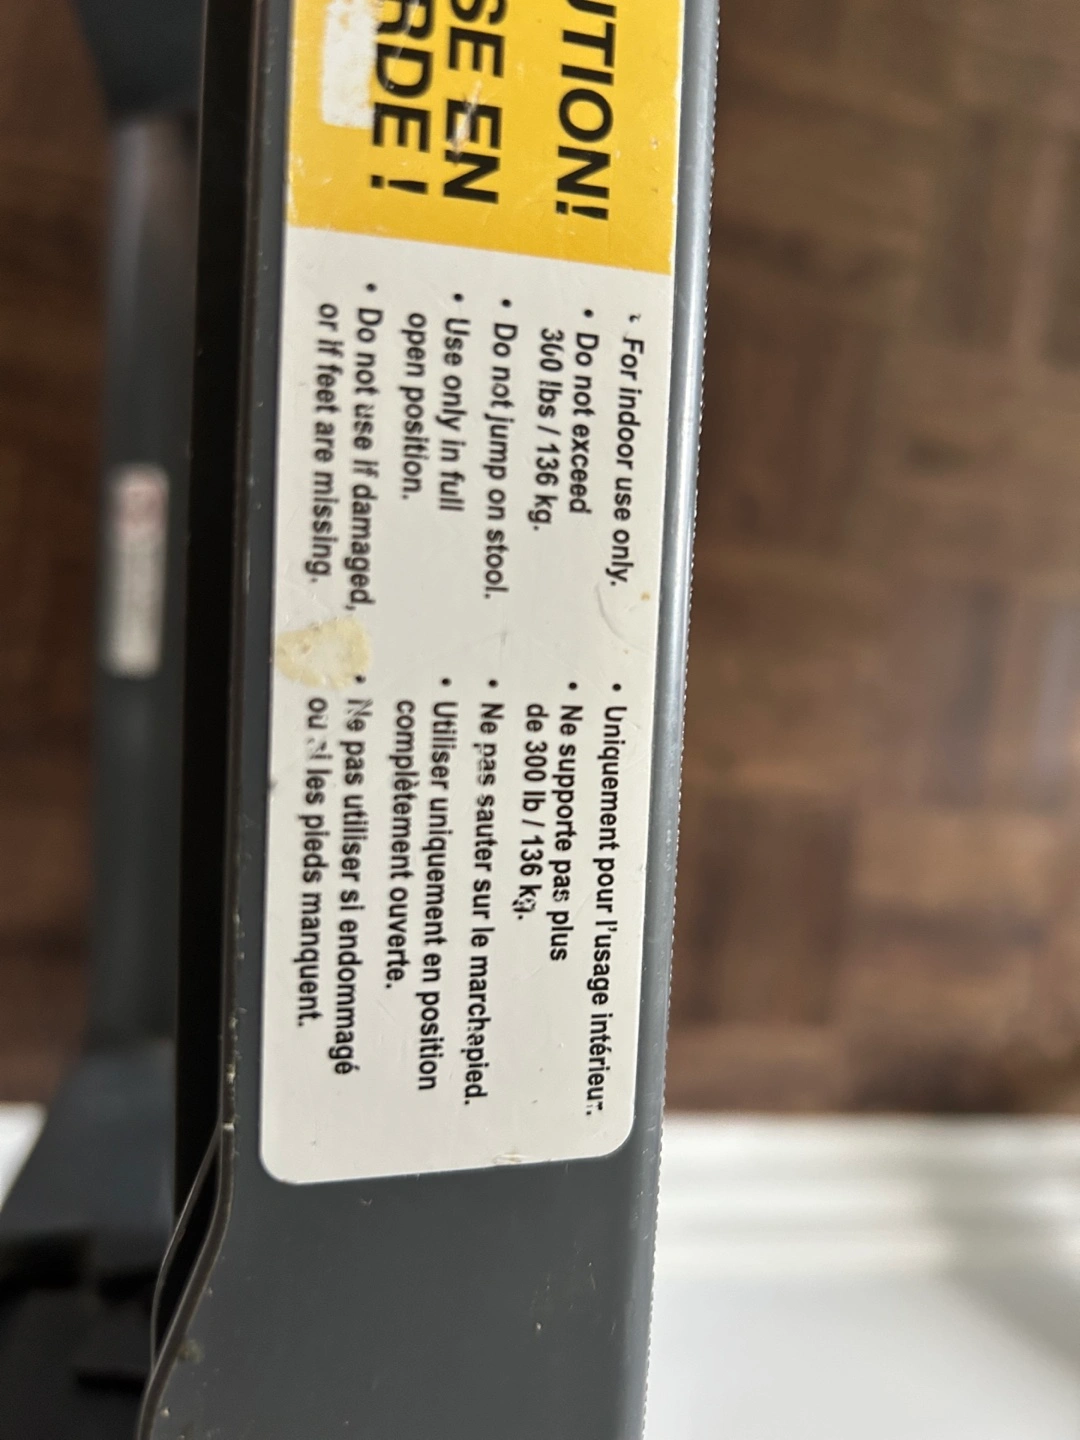 UTION!
SE EN
RDE !
• For indoor use only.
• Do not exceed
300 lbs / 136 kg.
• Do not jump on stool.
• Use only in full
open position.
• Do not use if damaged,
or if feet are missing.
• Uniquement pour l'usage intérieur.
• Ne supporte pas plus
de 300 lb / 136 kg.
• Ne pas sauter sur le marchepied.
• Utiliser uniquement en position
complètement ouverte.
• Ne pas utiliser si endommagé
ou si les pieds manquent.